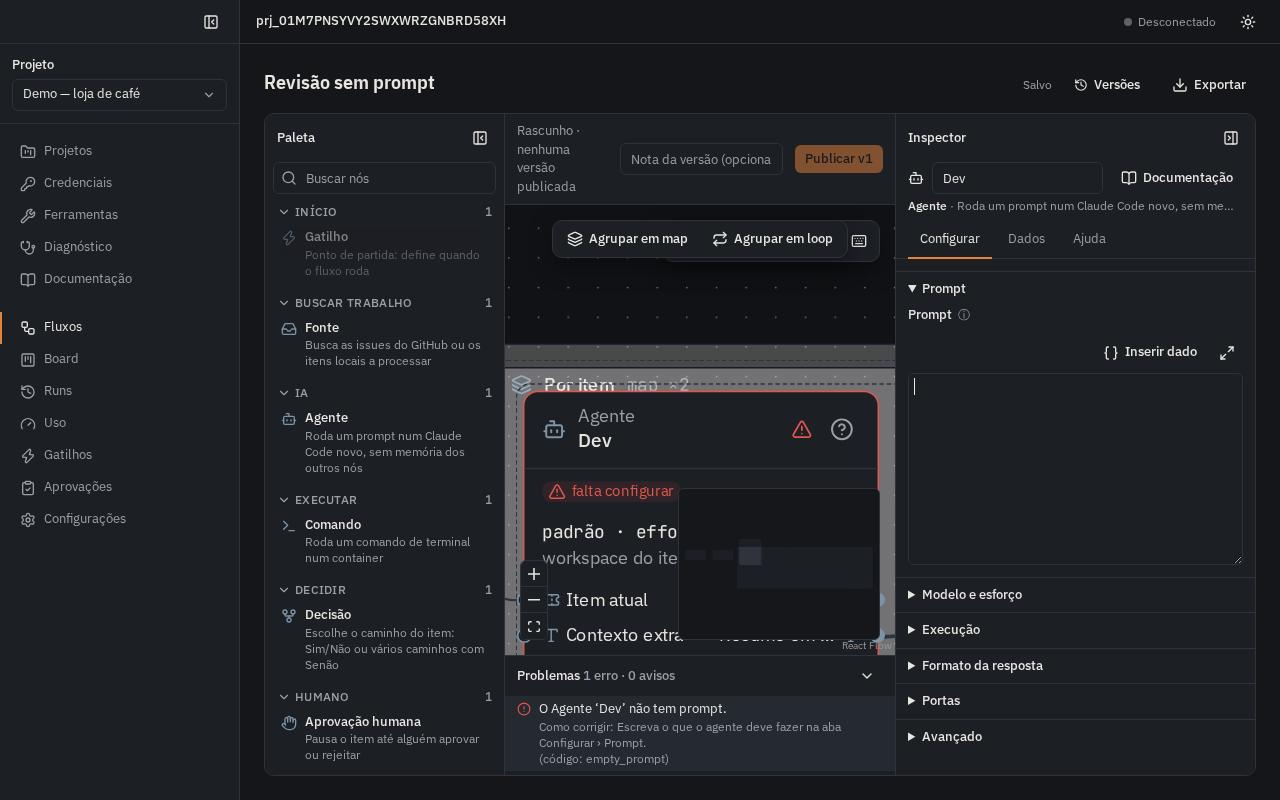 prj_01M7PNSYVY2SWXWRZGNBRD58XH
Desconectado
Projeto
Demo — loja de café
Projetos
Credenciais
Ferramentas
Diagnóstico
Documentação
Fluxos
Board
Runs
Uso
Gatilhos
Aprovações
Configurações
Revisão sem prompt
Salvo
Versões
Exportar
Paleta
Buscar nós
INÍCIO 1
Gatilho
Ponto de partida: define quando
o fluxo roda
BUSCAR TRABALHO 1
Fonte
Busca as issues do GitHub ou os
itens locais a processar
IA 1
Agente
Roda um prompt num Claude
Code novo, sem memória dos
outros nós
EXECUTAR 1
Comando
Roda um comando de terminal
num container
DECIDIR 1
Decisão
Escolhe o caminho do item:
Sim/Não ou vários caminhos com
Senão
HUMANO 1
Aprovação humana
Pausa o item até alguém aprovar
ou rejeitar
Rascunho ·
nenhuma
versão
publicada
Nota da versão (opciona
Publicar v1
Agrupar em map
Agrupar em loop
Por item map ×2
Agente
Dev
falta configurar
padrão · effo
workspace do ite
Item atual
Contexto extra
React Flow
Problemas 1 erro · 0 avisos
O Agente ‘Dev’ não tem prompt.
Como corrigir: Escreva o que o agente deve fazer na aba
Configurar › Prompt.
(código: empty_prompt)
Inspector
Dev
Documentação
Agente · Roda um prompt num Claude Code novo, sem me…
Configurar
Dados
Ajuda
Prompt
Prompt
Inserir dado
Modelo e esforço
Execução
Formato da resposta
Portas
Avançado